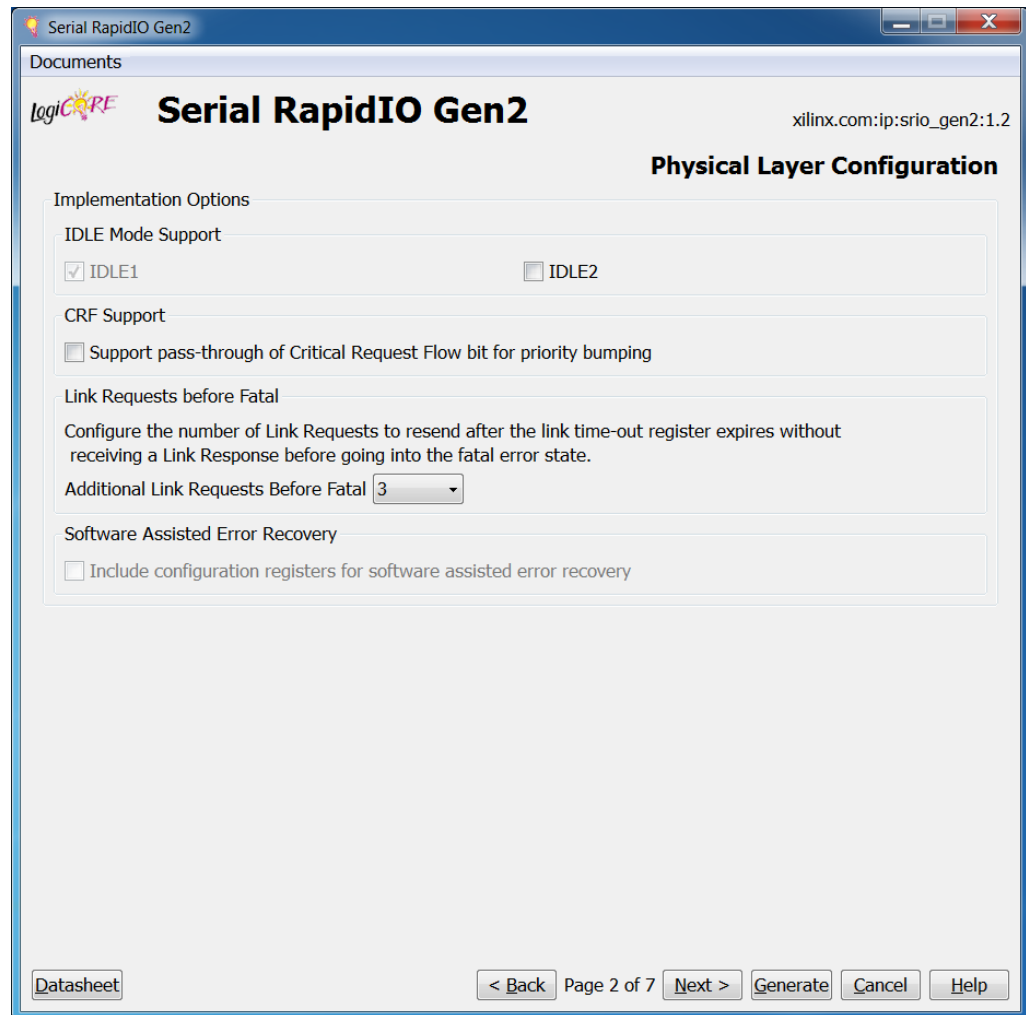 Serial RapidIO Gen2
Documents
LogiCORE
Serial RapidIO Gen2
xilinx.com:ip:srio_gen2:1.2
Physical Layer Configuration
Implementation Options
IDLE Mode Support
IDLE1
IDLE2
CRF Support
Support pass-through of Critical Request Flow bit for priority bumping
Link Requests before Fatal
Configure the number of Link Requests to resend after the link time-out register expires without
receiving a Link Response before going into the fatal error state.
Additional Link Requests Before Fatal 3
Software Assisted Error Recovery
Include configuration registers for software assisted error recovery
Datasheet
< Back Page 2 of 7 Next > Generate Cancel Help